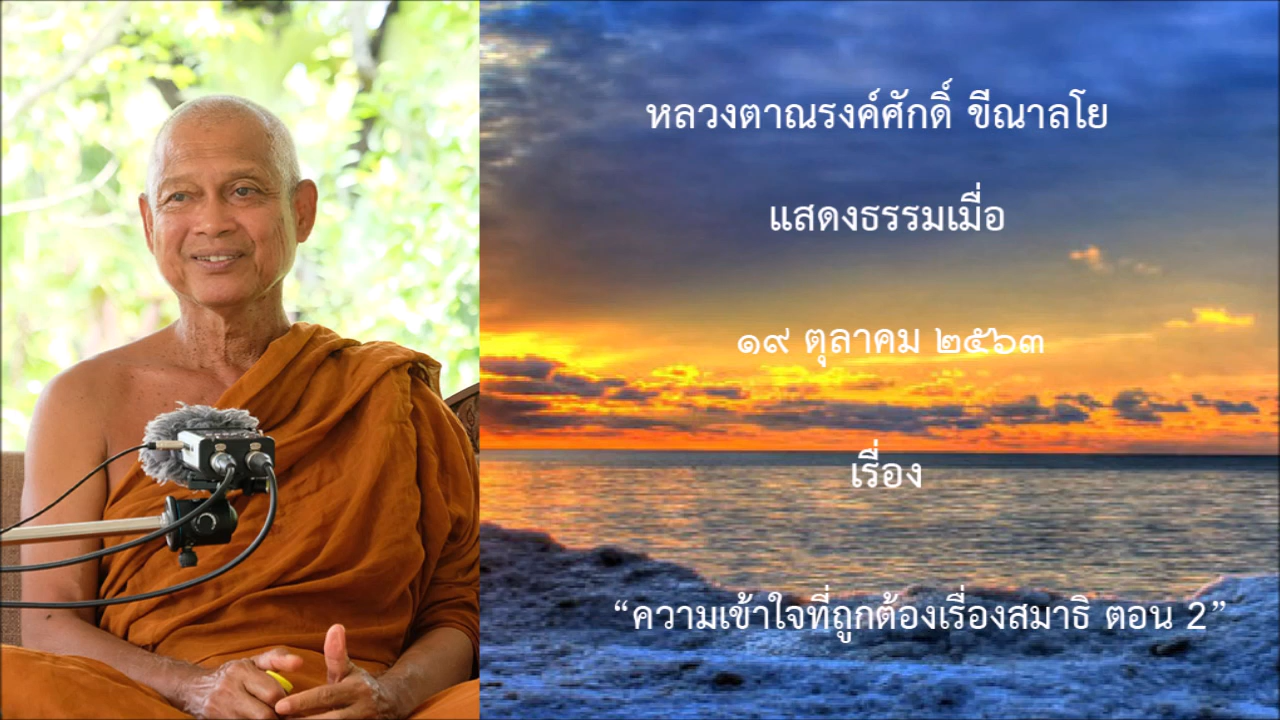 หลวงตาณรงค์ศักดิ์ ขีณาลโย
แสดงธรรมเมื่อ
๑๙ ตุลาคม ๒๕๖๓
เรื่อง
“ความเข้าใจที่ถูกต้องเรื่องสมาธิ ตอน 2”